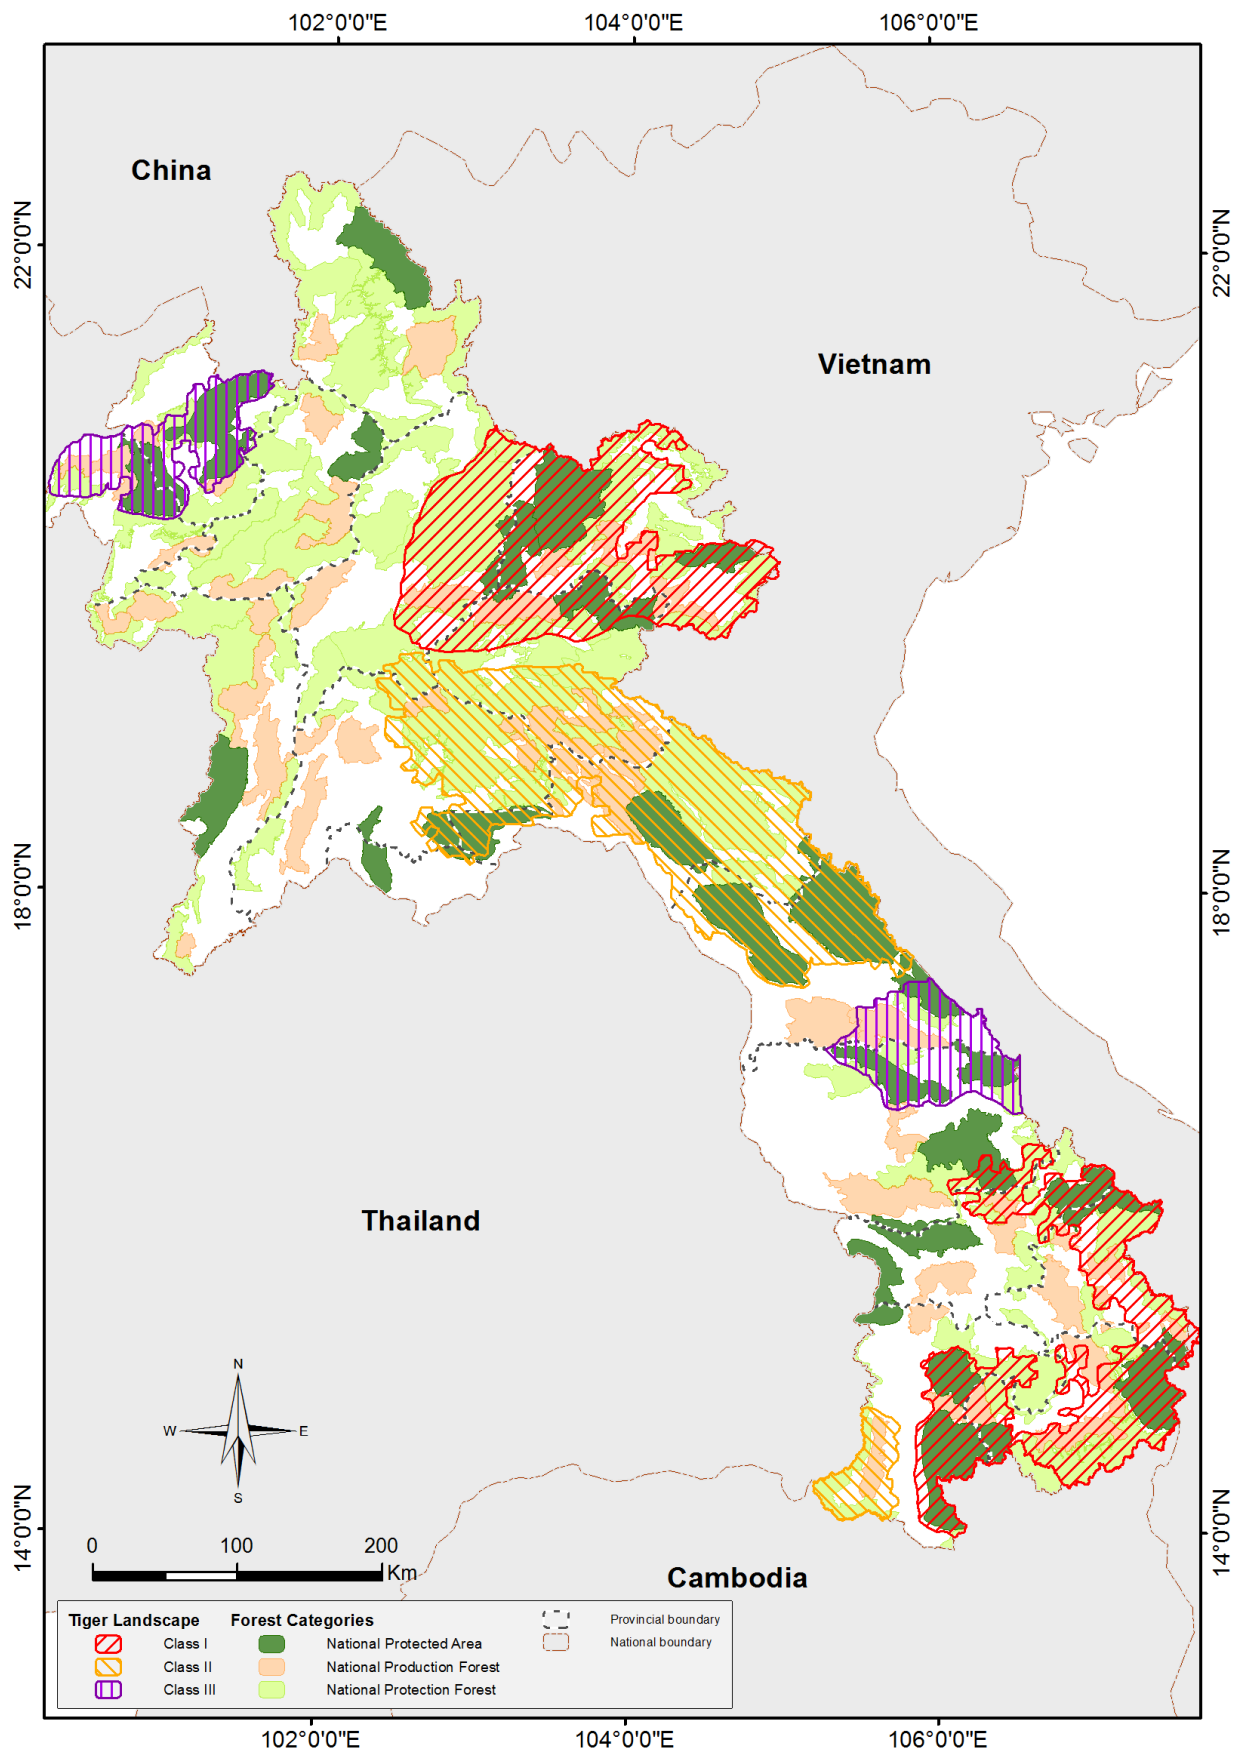 102°0'0"E 104°0'0"E 106°0'0"E
China
22°0'0"N
22°0'0"N
Vietnam
18°0'0"N
18°0'0"N
Thailand
N
W E
S
14°0'0"N
14°0'0"N
0 100 200
Km
Cambodia
Tiger Landscape Forest Categories
Provincial boundary
Class I National Protected Area National boundary
Class II National Production Forest
Class III National Protection Forest
102°0'0"E 104°0'0"E 106°0'0"E